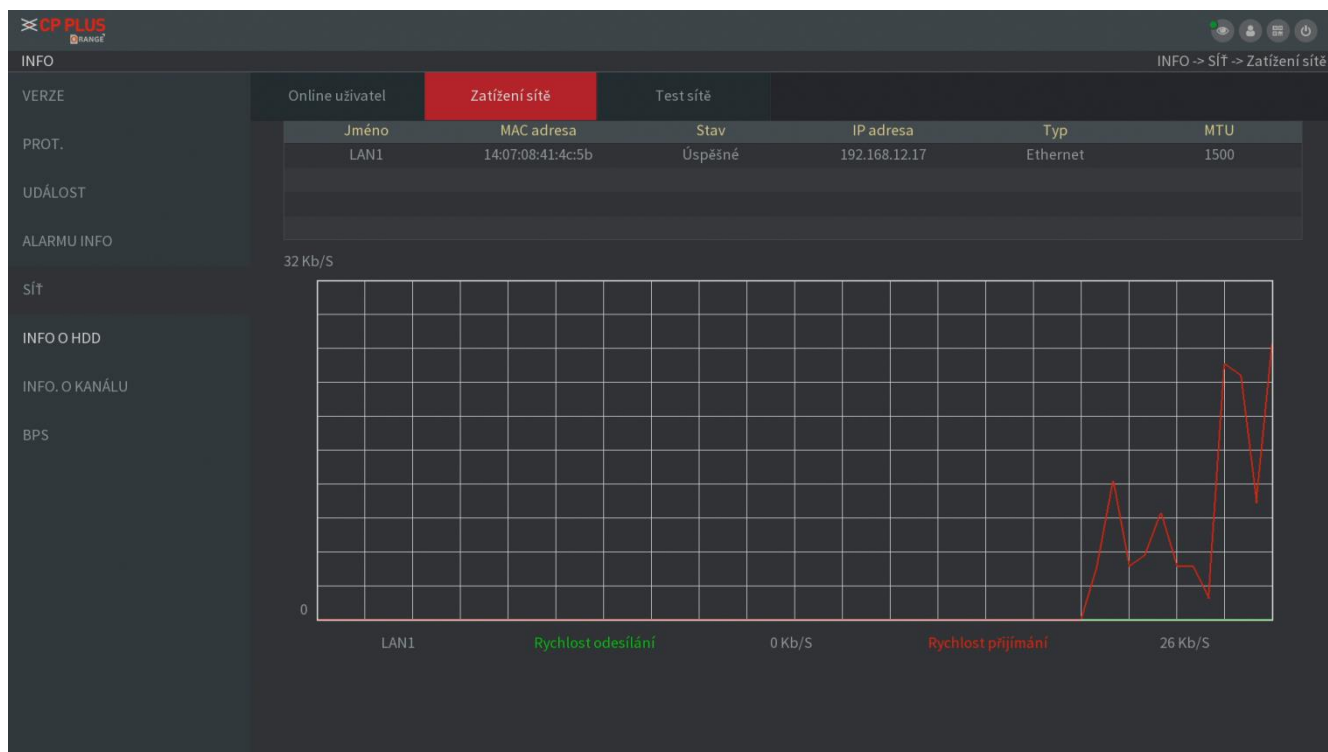 CP PLUS
ORANGE
INFO
INFO -> SÍŤ -> Zatížení sítě
VERZE
PROT.
UDÁLOST
ALARMU INFO
SÍŤ
INFO O HDD
INFO. O KANÁLU
BPS
Online uživatel Zatížení sítě Test sítě
Jméno MAC adresa Stav IP adresa Typ MTU
LAN1 14:07:08:41:4c:5b Úspěšné 192.168.12.17 Ethernet 1500
32 Kb/S
0
LAN1 Rychlost odesílání 0 Kb/S Rychlost přijímání 26 Kb/S